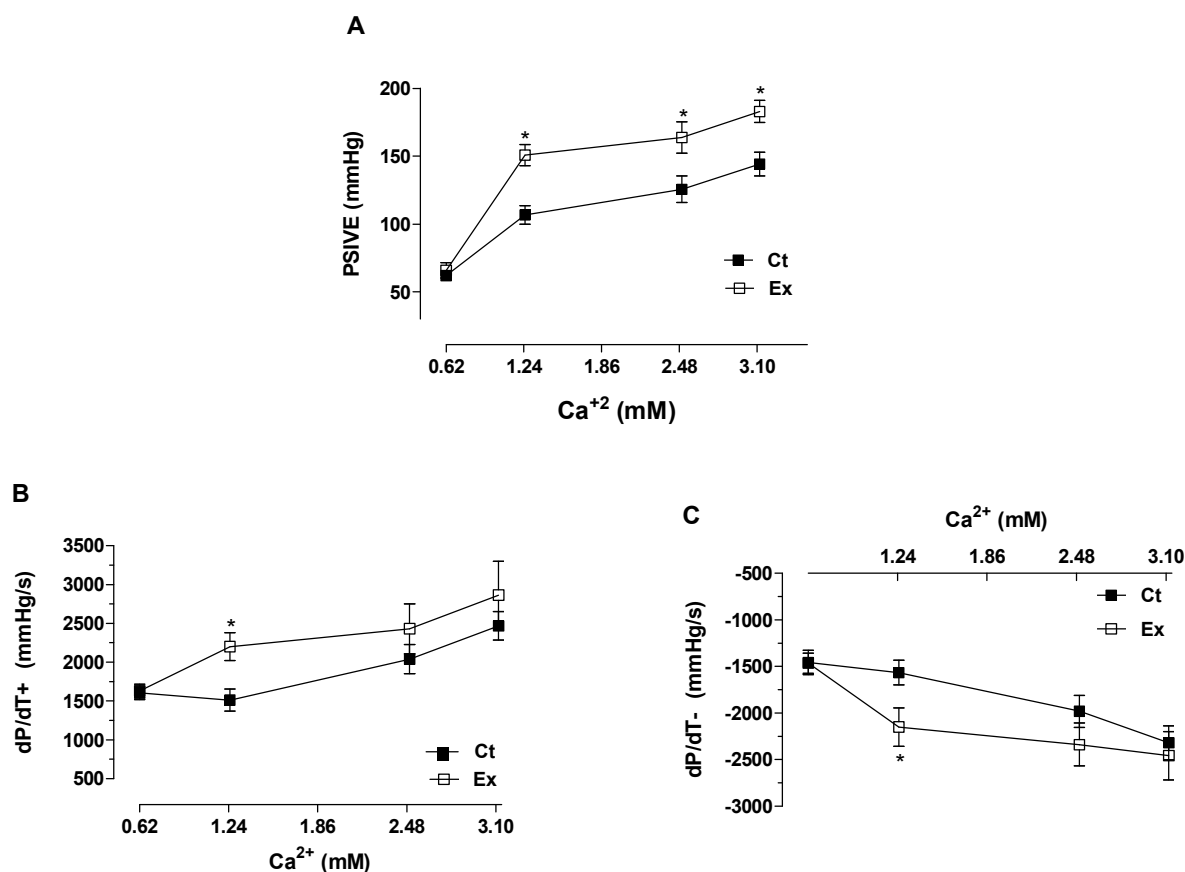 A
200
150
100
50
PSIVE (mmHg)
*
*
*
Ct
Ex
0.62 1.24 1.86 2.48 3.10
Ca+2 (mM)
B
3500
3000
2500
2000
1500
1000
500
dP/dT+ (mmHg/s)
*
Ct
Ex
0.62 1.24 1.86 2.48 3.10
Ca2+ (mM)
C
Ca2+ (mM)
1.24 1.86 2.48 3.10
-500
-1000
-1500
-2000
-2500
-3000
dP/dT- (mmHg/s)
Ct
Ex
*